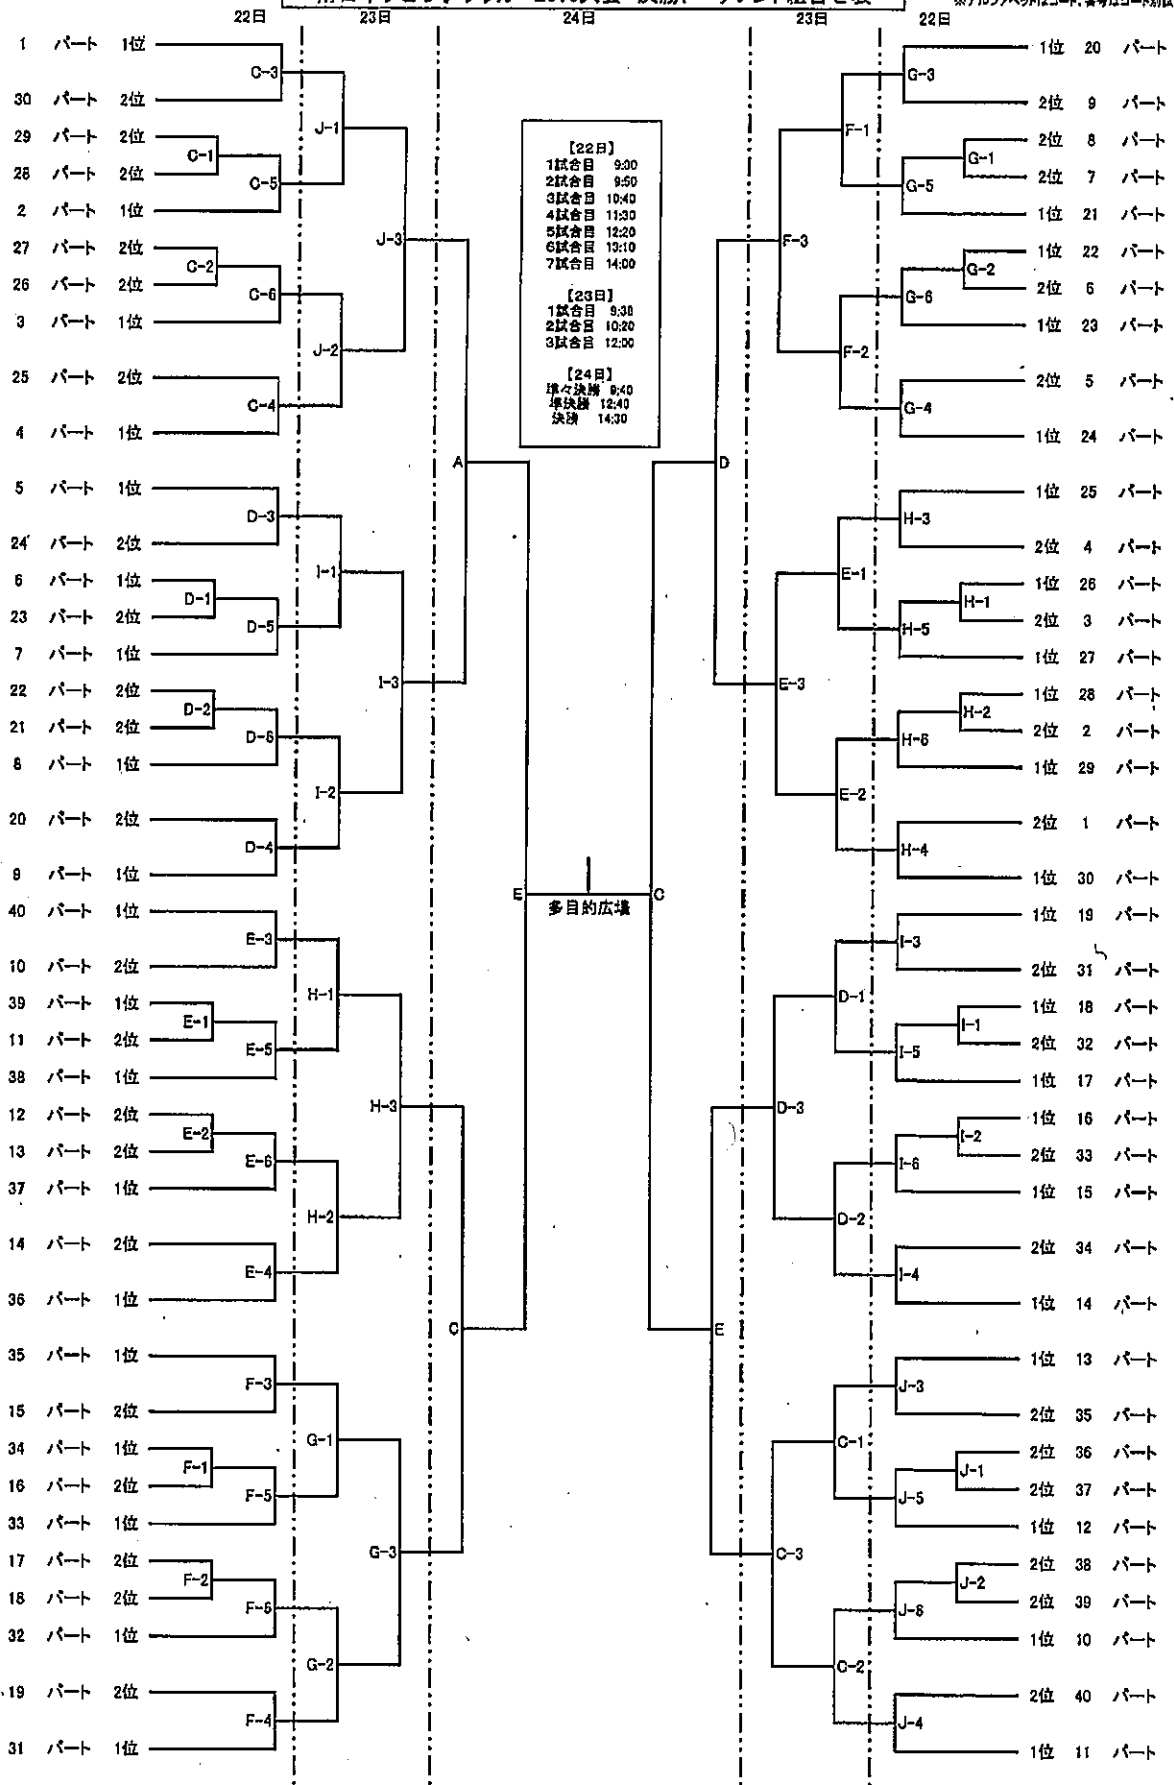 22日 23日 24日 23日 22日
1 パート 1位
C-3
30 パート 2位
J-1
29 パート 2位
C-1
28 パート 2位
C-5
2 パート 1位
J-3
27 パート 2位
C-2
26 パート 2位
C-6
3 パート 1位
J-2
25 パート 2位
C-4
4 パート 1位
A
5 パート 1位
D-3
24 パート 2位
I-1
6 パート 1位
D-1
23 パート 2位
D-5
7 パート 1位
I-3
22 パート 2位
D-2
21 パート 2位
D-6
8 パート 1位
I-2
20 パート 2位
D-4
9 パート 1位
E
40 パート 1位
E-3
10 パート 2位
H-1
39 パート 1位
E-1
11 パート 2位
E-5
38 パート 1位
H-3
12 パート 2位
E-2
13 パート 2位
E-6
37 パート 1位
H-2
14 パート 2位
E-4
36 パート 1位
C
35 パート 1位
F-3
15 パート 2位
G-1
34 パート 1位
F-1
16 パート 2位
F-5
33 パート 1位
G-3
17 パート 2位
F-2
18 パート 2位
F-6
32 パート 1位
G-2
19 パート 2位
F-4
31 パート 1位
【22日】
1試合目 9:00
2試合目 9:50
3試合目 10:40
4試合目 11:30
5試合目 12:20
6試合目 13:10
7試合目 14:00
【23日】
1試合目 9:30
2試合目 10:20
3試合目 12:00
【24日】
準々決勝 9:40
準決勝 12:40
決勝 14:30
多目的広場
1位 20 パート
G-3
2位 9 パート
F-1
2位 8 パート
G-1
2位 7 パート
G-5
1位 21 パート
F-3
1位 22 パート
G-2
2位 6 パート
G-6
1位 23 パート
F-2
2位 5 パート
G-4
1位 24 パート
D
1位 25 パート
H-3
2位 4 パート
E-1
1位 26 パート
H-1
2位 3 パート
H-5
1位 27 パート
E-3
1位 28 パート
H-2
2位 2 パート
H-6
1位 29 パート
E-2
2位 1 パート
H-4
1位 30 パート
C
1位 19 パート
I-3
2位 31 パート
D-1
1位 18 パート
I-1
2位 32 パート
I-5
1位 17 パート
D-3
1位 16 パート
I-2
2位 33 パート
I-6
1位 15 パート
D-2
2位 34 パート
I-4
1位 14 パート
E
1位 13 パート
J-3
2位 35 パート
C-1
2位 36 パート
J-1
2位 37 パート
J-5
1位 12 パート
C-3
2位 38 パート
J-2
2位 39 パート
J-6
1位 10 パート
C-2
2位 40 パート
J-4
1位 11 パート